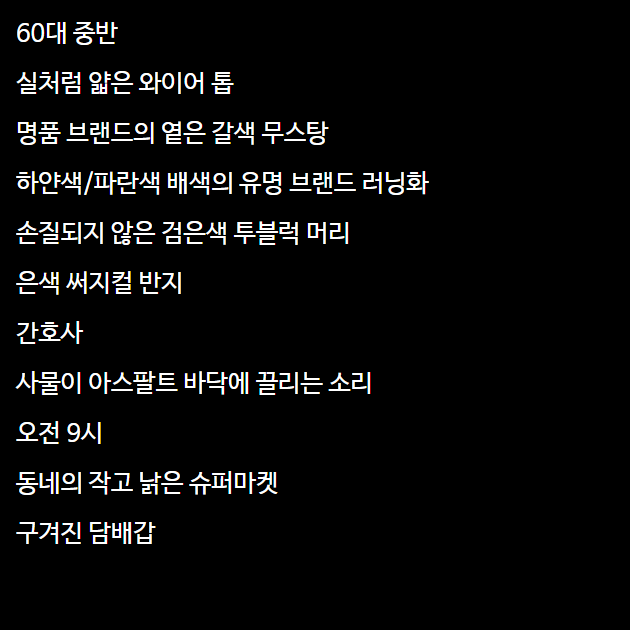 60대 중반
실처럼 얇은 와이어 톱
명품 브랜드의 옅은 갈색 무스탕
하얀색/파란색 배색의 유명 브랜드 러닝화
손질되지 않은 검은색 투블럭 머리
은색 써지컬 반지
간호사
사물이 아스팔트 바닥에 끌리는 소리
오전 9시
동네의 작고 낡은 슈퍼마켓
구겨진 담배갑